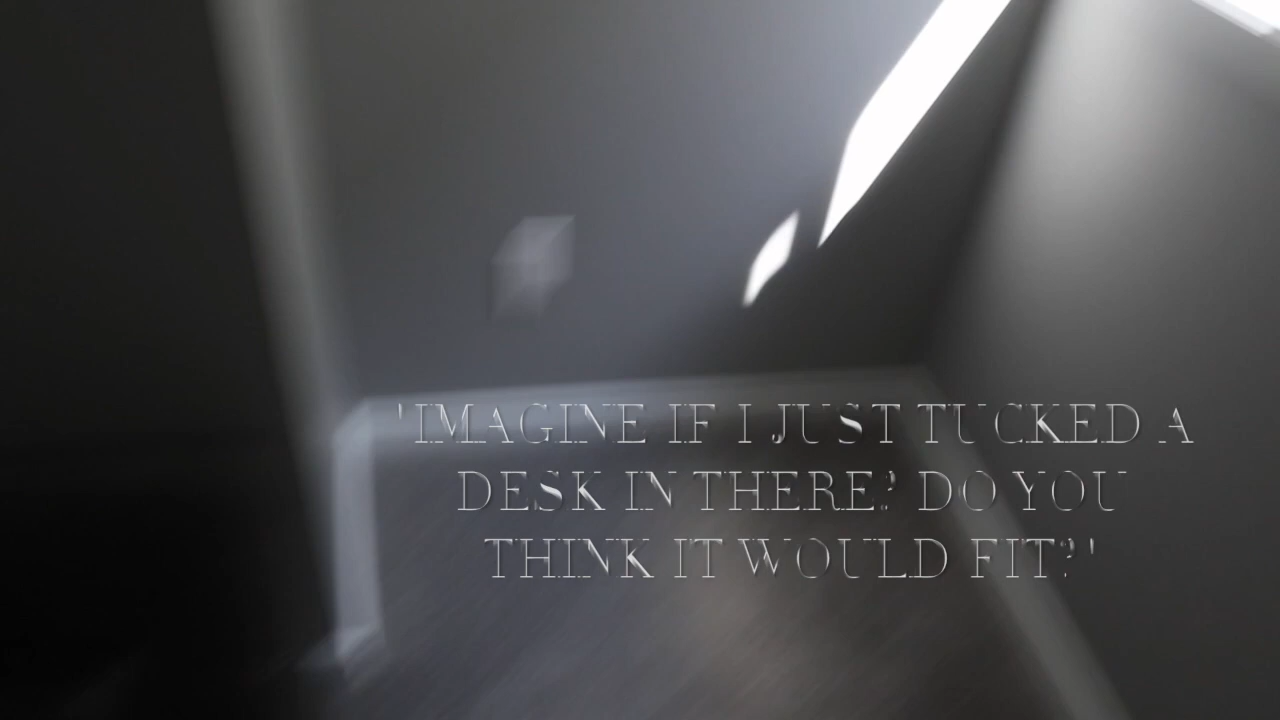 'IMAGINE IF I JUST TUCKED A
DESK IN THERE? DO YOU
THINK IT WOULD FIT?'